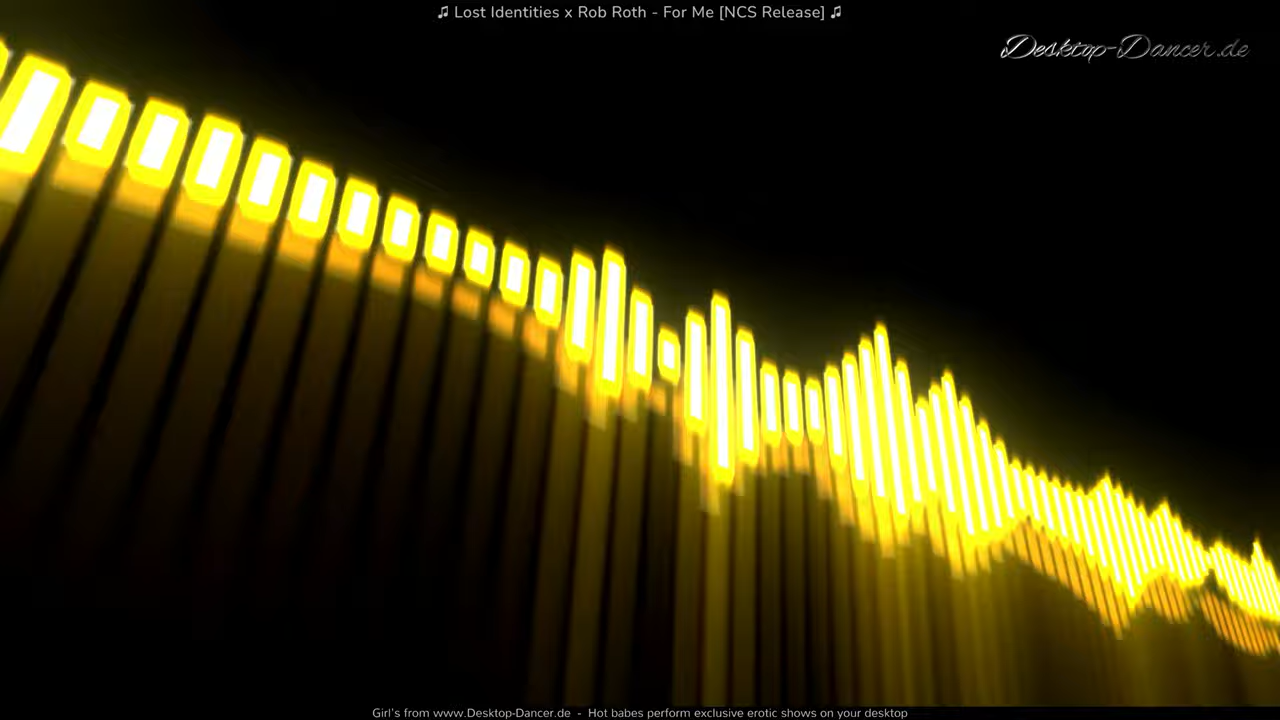 ♫ Lost Identities x Rob Roth - For Me [NCS Release] ♫
Desktop-Dancer.de
Girl's from www.Desktop-Dancer.de - Hot babes perform exclusive erotic shows on your desktop